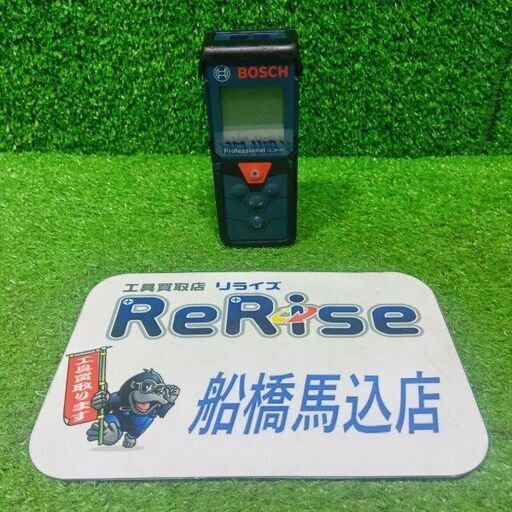 BOSCH
Professional
工具買取店 リライズ
ReRise
工具買取ります
船橋馬込店